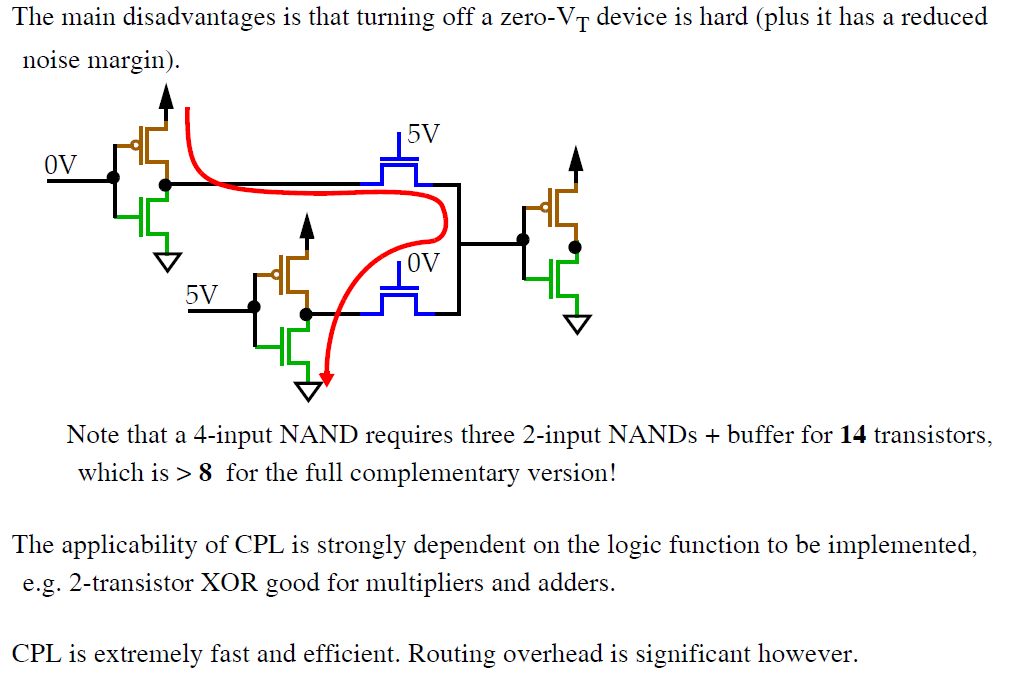 The main disadvantages is that turning off a zero-VT device is hard (plus it has a reduced
noise margin).
5V
0V
0V
5V
Note that a 4-input NAND requires three 2-input NANDs + buffer for 14 transistors,
which is > 8 for the full complementary version!
The applicability of CPL is strongly dependent on the logic function to be implemented,
e.g. 2-transistor XOR good for multipliers and adders.
CPL is extremely fast and efficient. Routing overhead is significant however.